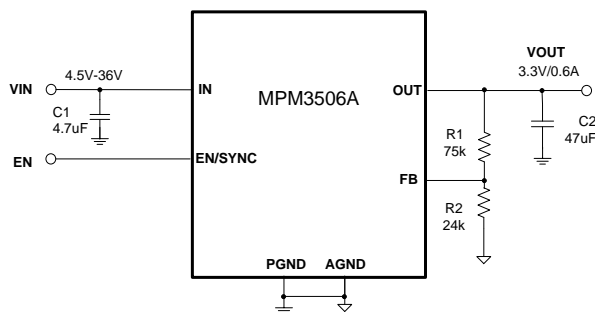 VIN
4.5V-36V
C1
4.7uF
EN
IN
EN/SYNC
MPM3506A
OUT
FB
PGND
AGND
VOUT
3.3V/0.6A
R1
75k
R2
24k
C2
47uF